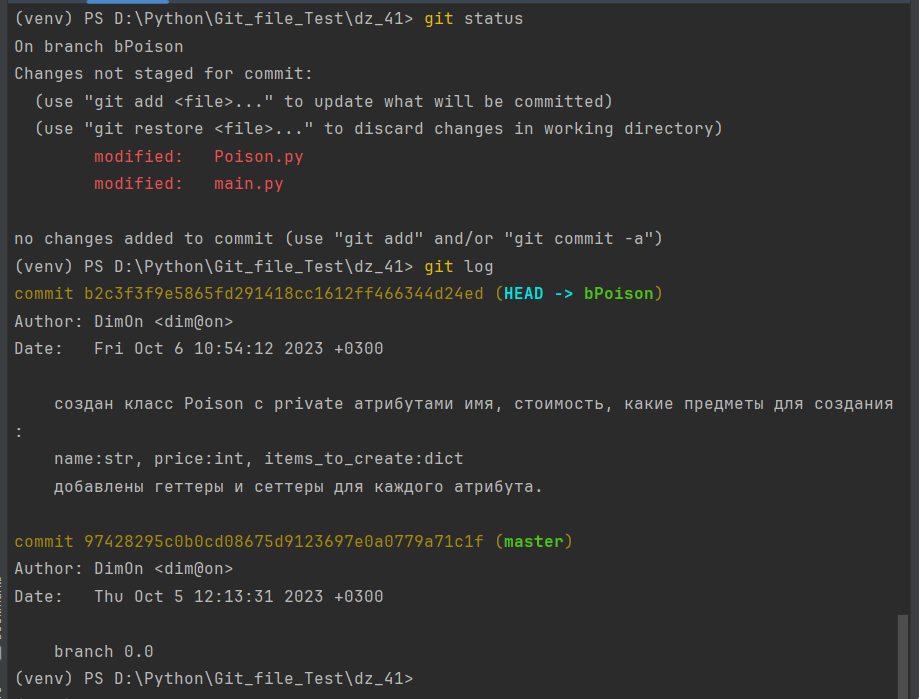 (venv) PS D:\Python\Git_file_Test\dz_41> git status
On branch bPoison
Changes not staged for commit:
  (use "git add <file>..." to update what will be committed)
  (use "git restore <file>..." to discard changes in working directory)
        modified:   Poison.py
        modified:   main.py

no changes added to commit (use "git add" and/or "git commit -a")
(venv) PS D:\Python\Git_file_Test\dz_41> git log
commit b2c3f3f9e5865fd291418cc1612ff466344d24ed (HEAD -> bPoison)
Author: DimOn <dim@on>
Date:   Fri Oct 6 10:54:12 2023 +0300

    создан класс Poison с private атрибутами имя, стоимость, какие предметы для создания
:
    name:str, price:int, items_to_create:dict
    добавлены геттеры и сеттеры для каждого атрибута.

commit 97428295c0b0cd08675d9123697e0a0779a71c1f (master)
Author: DimOn <dim@on>
Date:   Thu Oct 5 12:13:31 2023 +0300

    branch 0.0
(venv) PS D:\Python\Git_file_Test\dz_41>